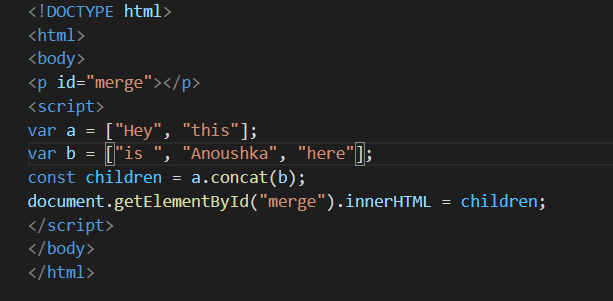 <!DOCTYPE html>
<html>
<body>
<p id="merge"></p>
<script>
var a = ["Hey", "this"];
var b = ["is ", "Anoushka", "here"];
const children = a.concat(b);
document.getElementById("merge").innerHTML = children;
</script>
</body>
</html>